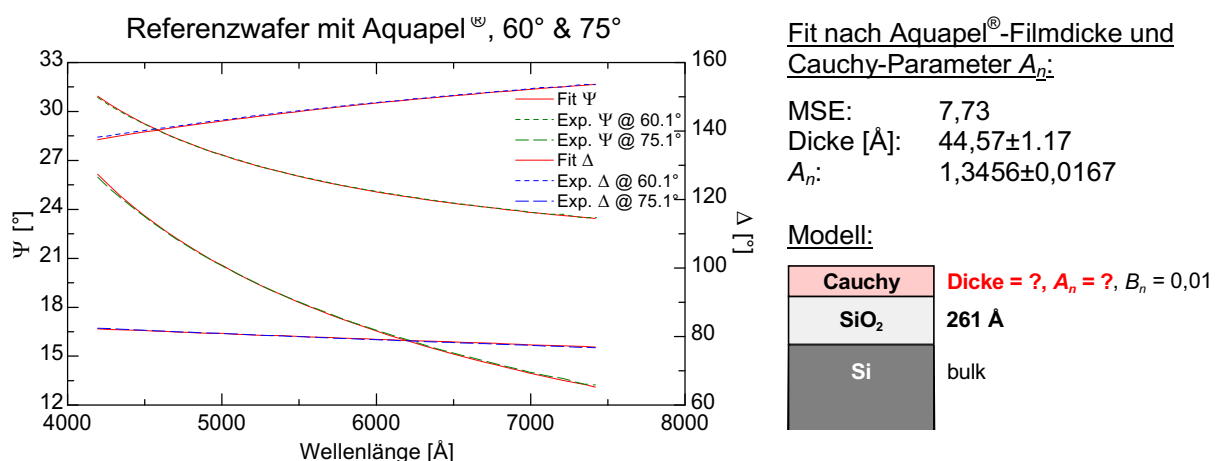 Referenzwafer mit Aquapel®, 60° & 75°
33
30
27
24
21
18
15
12
Ψ [°]
160
140
120
100
80
60
Δ [°]
4000 5000 6000 7000 8000
Wellenlänge [Å]
Fit Ψ
Exp. Ψ @ 60.1°
Exp. Ψ @ 75.1°
Fit Δ
Exp. Δ @ 60.1°
Exp. Δ @ 75.1°
Fit nach Aquapel®-Filmdicke und
Cauchy-Parameter An:
MSE: 7,73
Dicke [Å]: 44,57±1.17
An: 1,3456±0,0167
Modell:
Cauchy Dicke = ?, An = ?, Bn = 0,01
SiO2 261 Å
Si bulk